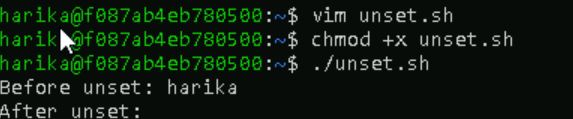 harika@f087ab4eb780500:~$ vim unset.sh
harika@f087ab4eb780500:~$ chmod +x unset.sh
harika@f087ab4eb780500:~$ ./unset.sh
Before unset: harika
After unset: